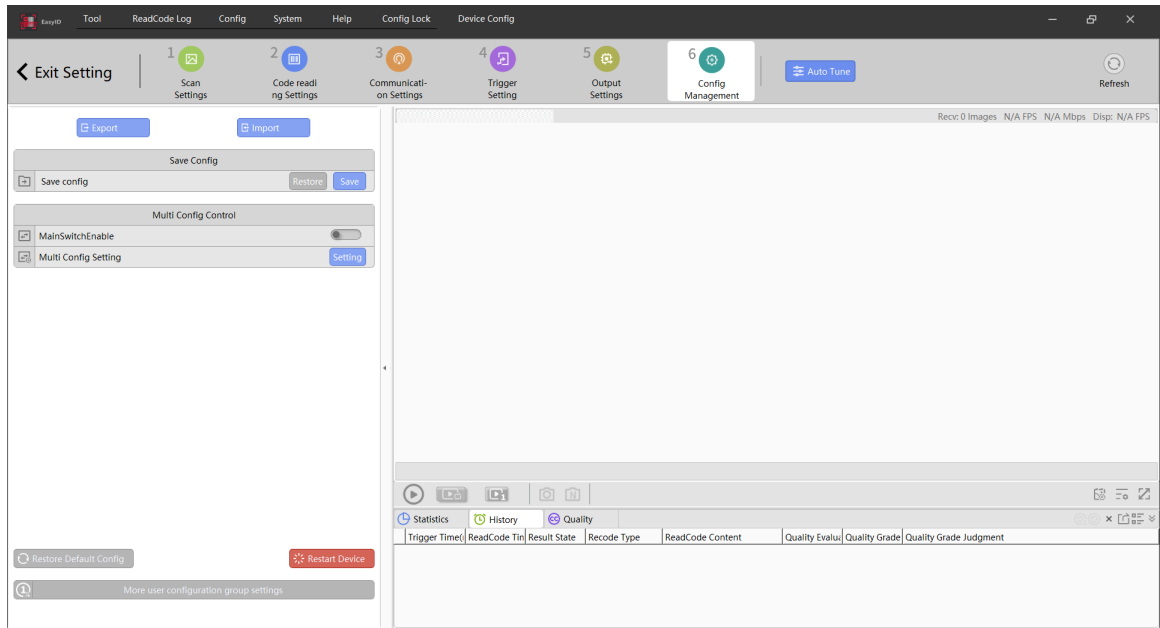 EasyID Tool ReadCode Log Config System Help Config Lock Device Config
Exit Setting
1
Scan
Settings
2
Code readi
ng Settings
3
Communicati-
on Settings
4
Trigger
Setting
5
Output
Settings
6
Config
Management
Auto Tune
Refresh
Export Import
Recv: 0 Images N/A FPS N/A Mbps Disp: N/A FPS
Save Config
Save config Restore Save
Multi Config Control
MainSwitchEnable
Multi Config Setting Setting
Statistics History CC Quality
Trigger Time( ReadCode Tin Result State Recode Type ReadCode Content Quality Evalua Quality Grade Quality Grade Judgment
Restore Default Config Restart Device
More user configuration group settings